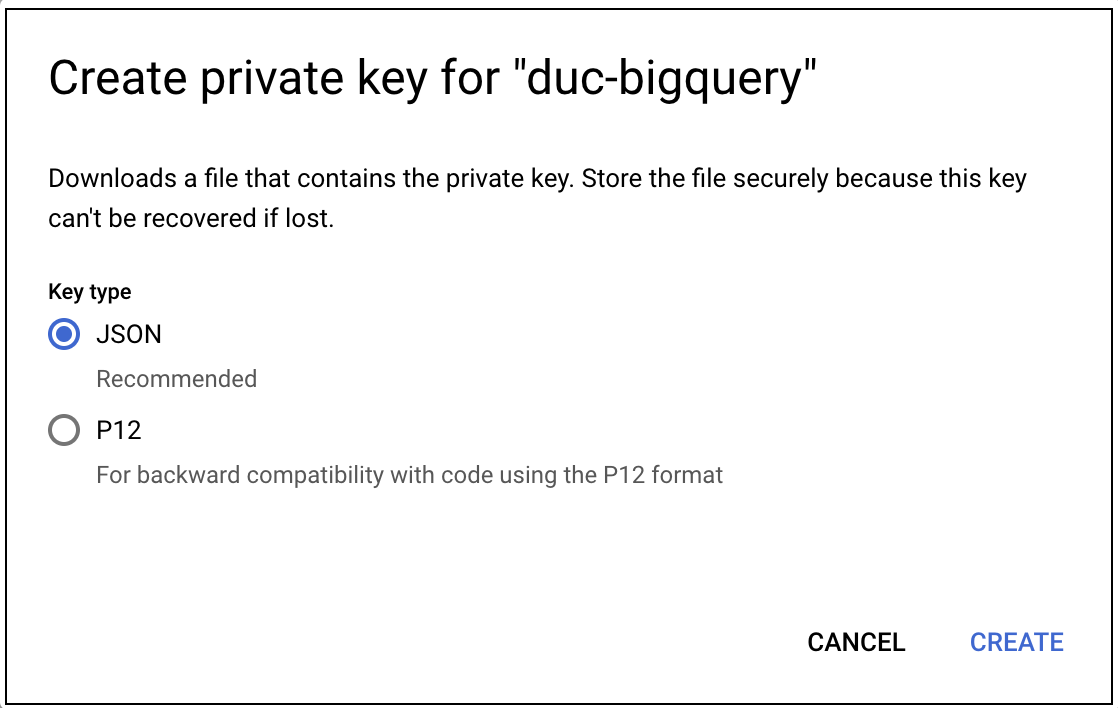 Create private key for "duc-bigquery"
Downloads a file that contains the private key. Store the file securely because this key
can't be recovered if lost.
Key type
JSON
Recommended
P12
For backward compatibility with code using the P12 format
CANCEL CREATE